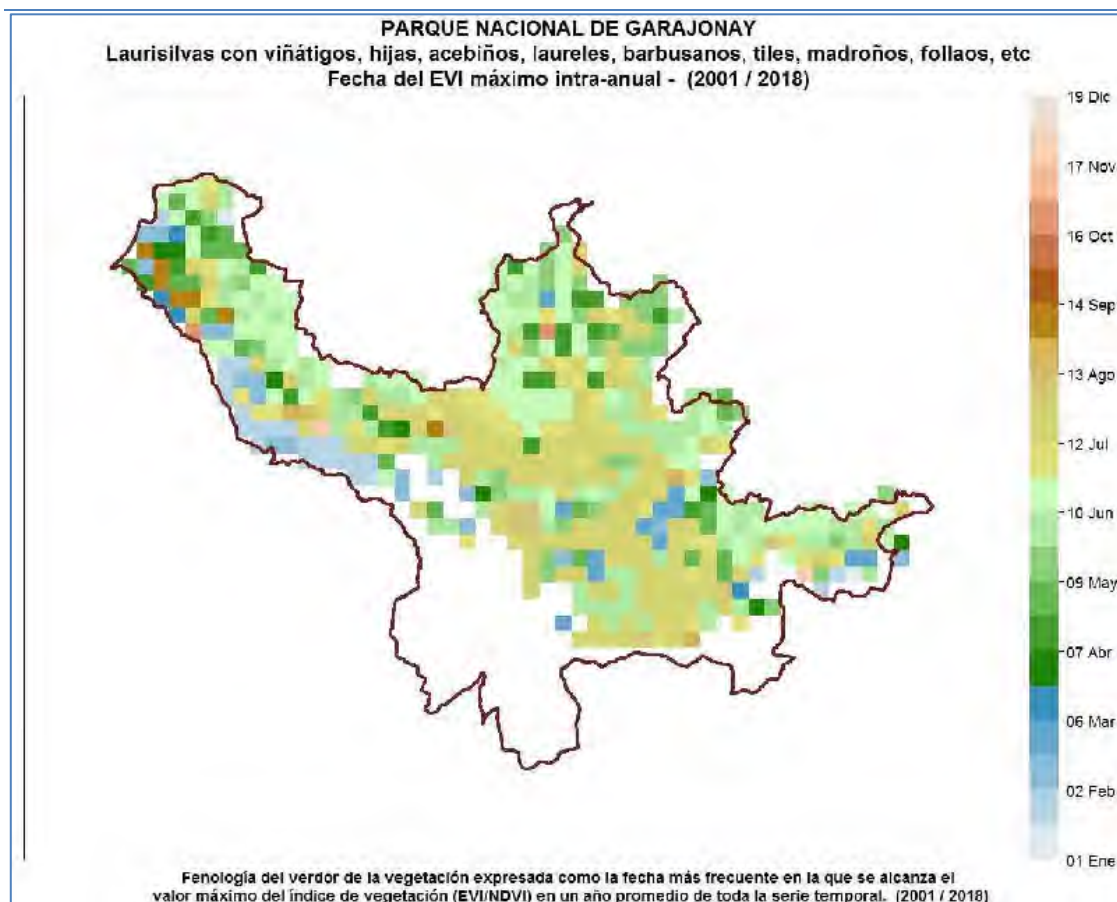 PARQUE NACIONAL DE GARAJONAY
Laurisilvas con viñátigos, hijas, acebiños, laureles, barbusanos, tiles, madroños, follaos, etc
Fecha del EVI máximo intra-anual - (2001 / 2018)
19 Dic
17 Nov
16 Oct
14 Sep
13 Ago
12 Jul
10 Jun
09 May
07 Abr
06 Mar
02 Feb
01 Ene
Fenología del verdor de la vegetación expresada como la fecha más frecuente en la que se alcanza el
valor máximo del índice de vegetación (EVI/NDVI) en un año promedio de toda la serie temporal. (2001 / 2018)